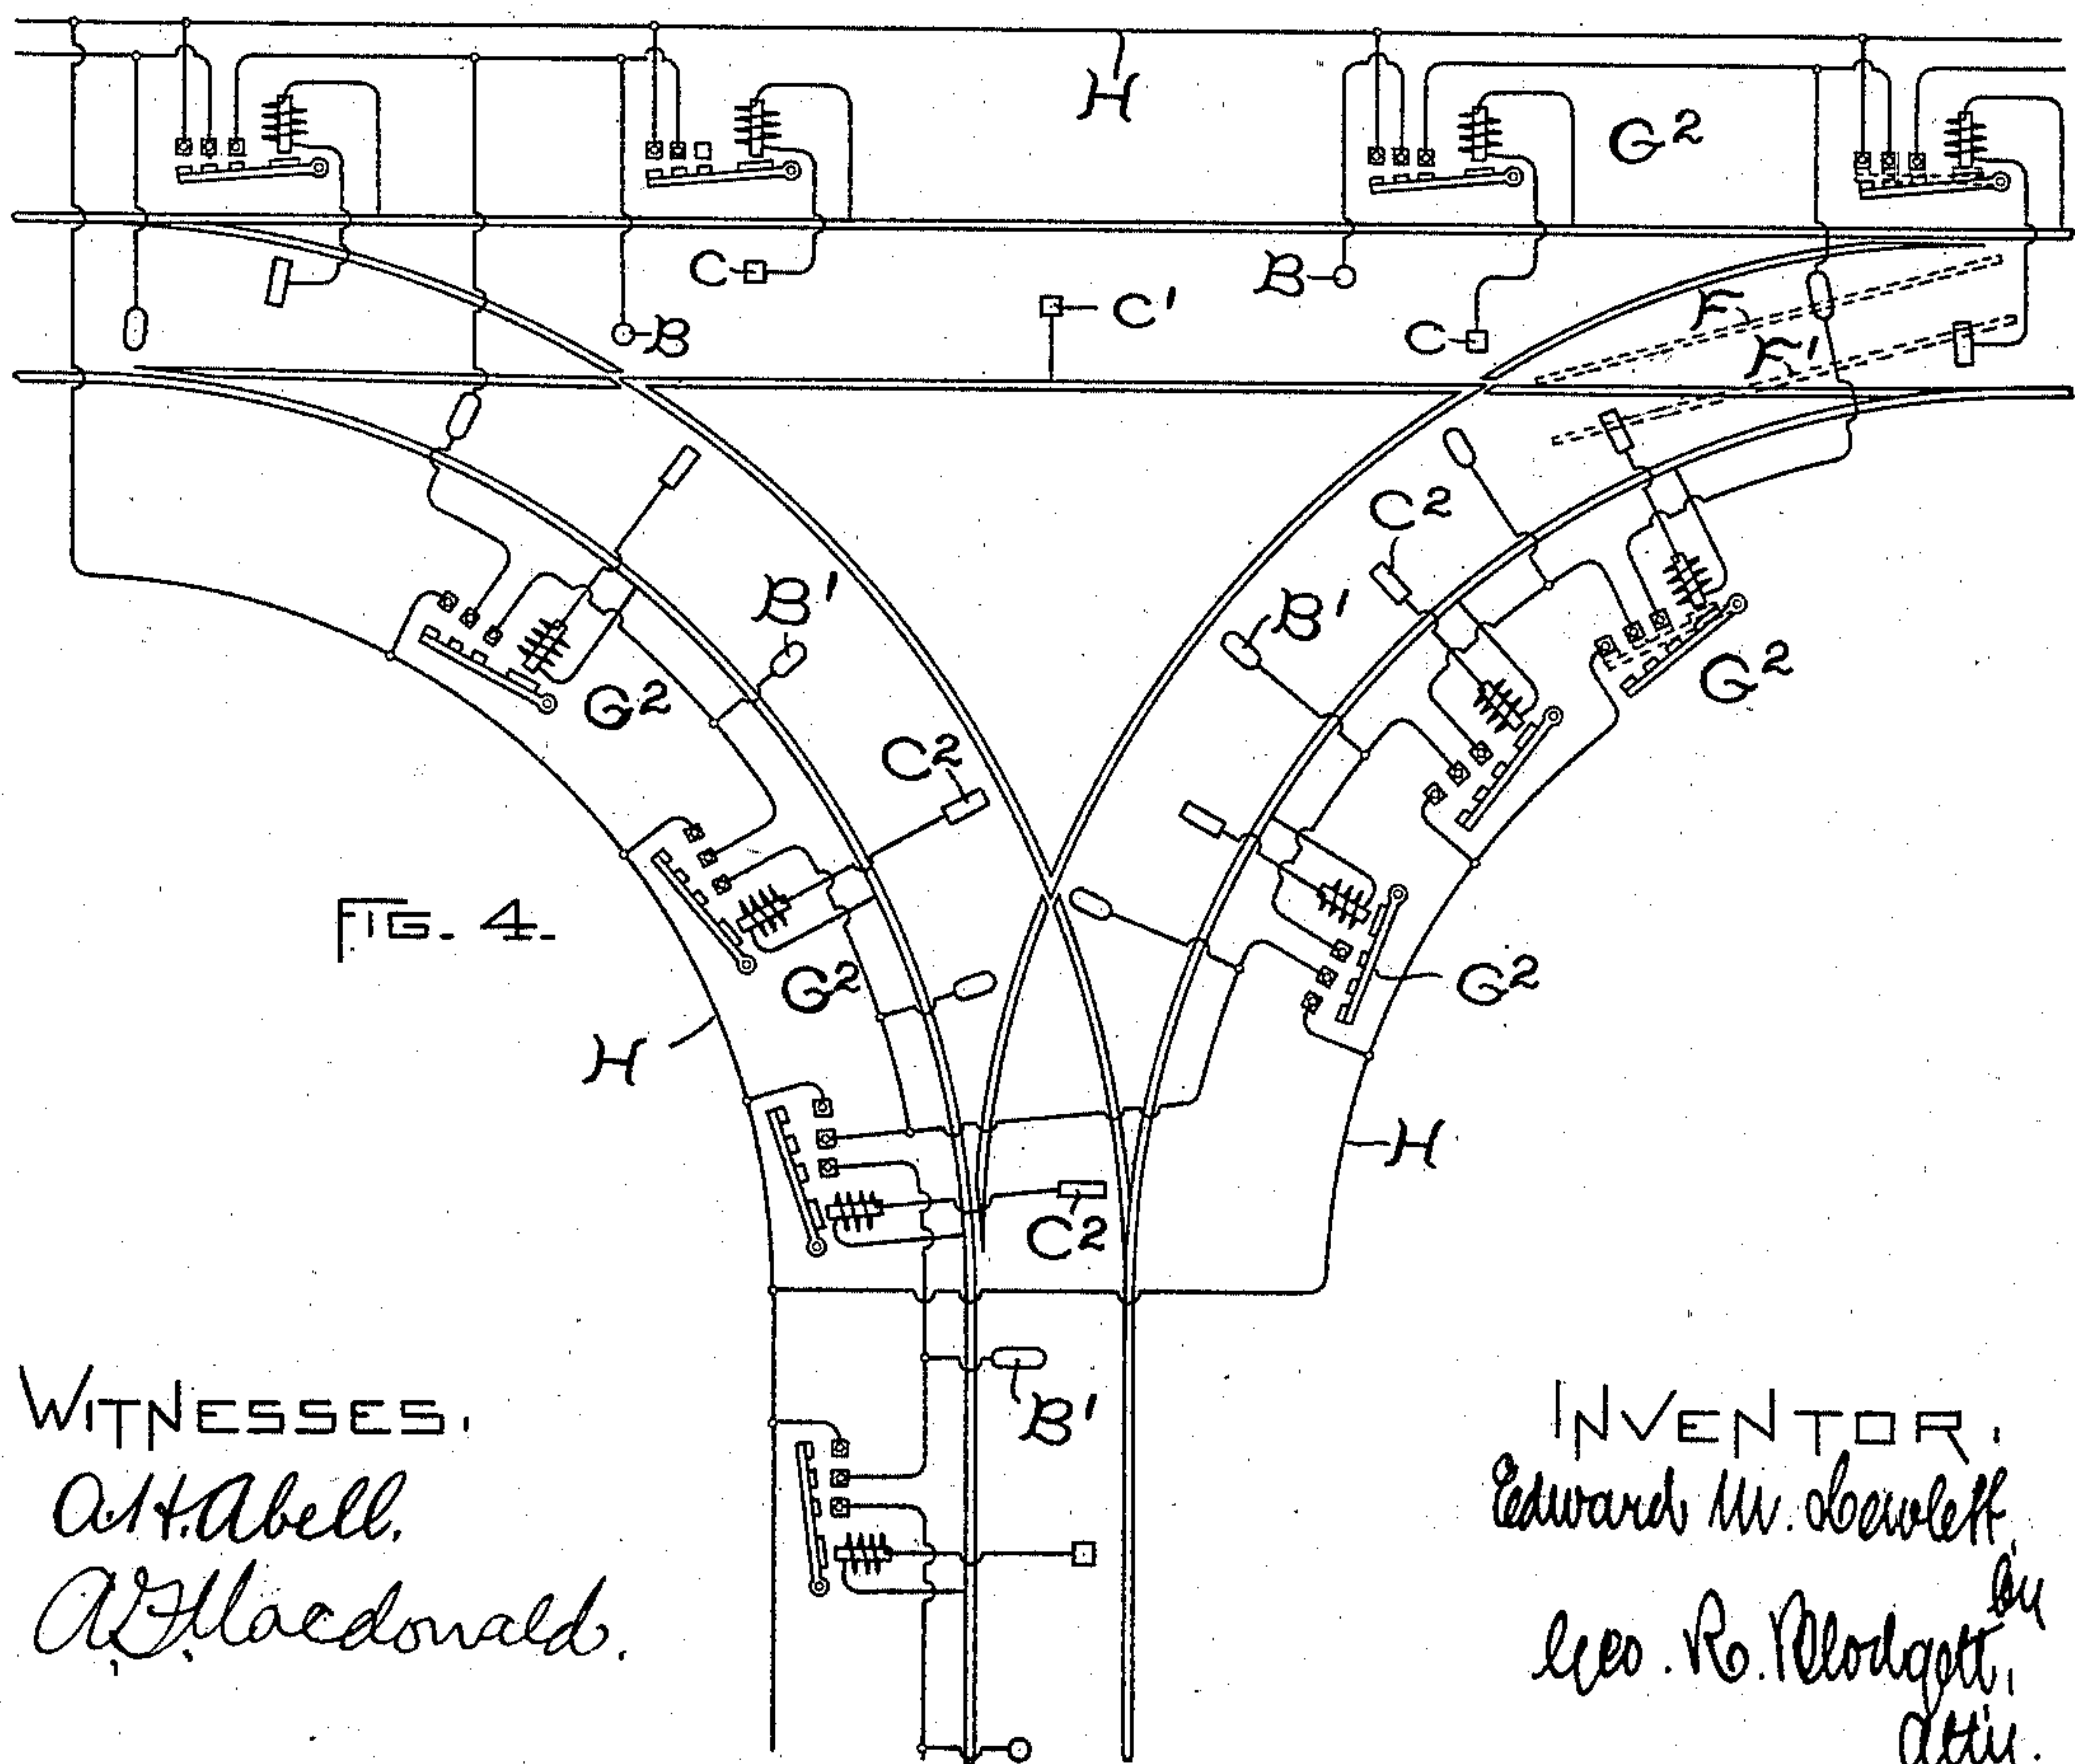 H
G2
C
B
C'
B
C
F
F'
C2
B'
B'
G2
G2
C2
G2
G2
FIG. 4.
H
H
C2
B'
WITNESSES.
A.H. Abell.
A.F. Macdonald.
INVENTOR.
Edward M. Hewlett,
by
Geo. R. Blodgett,
Atty.